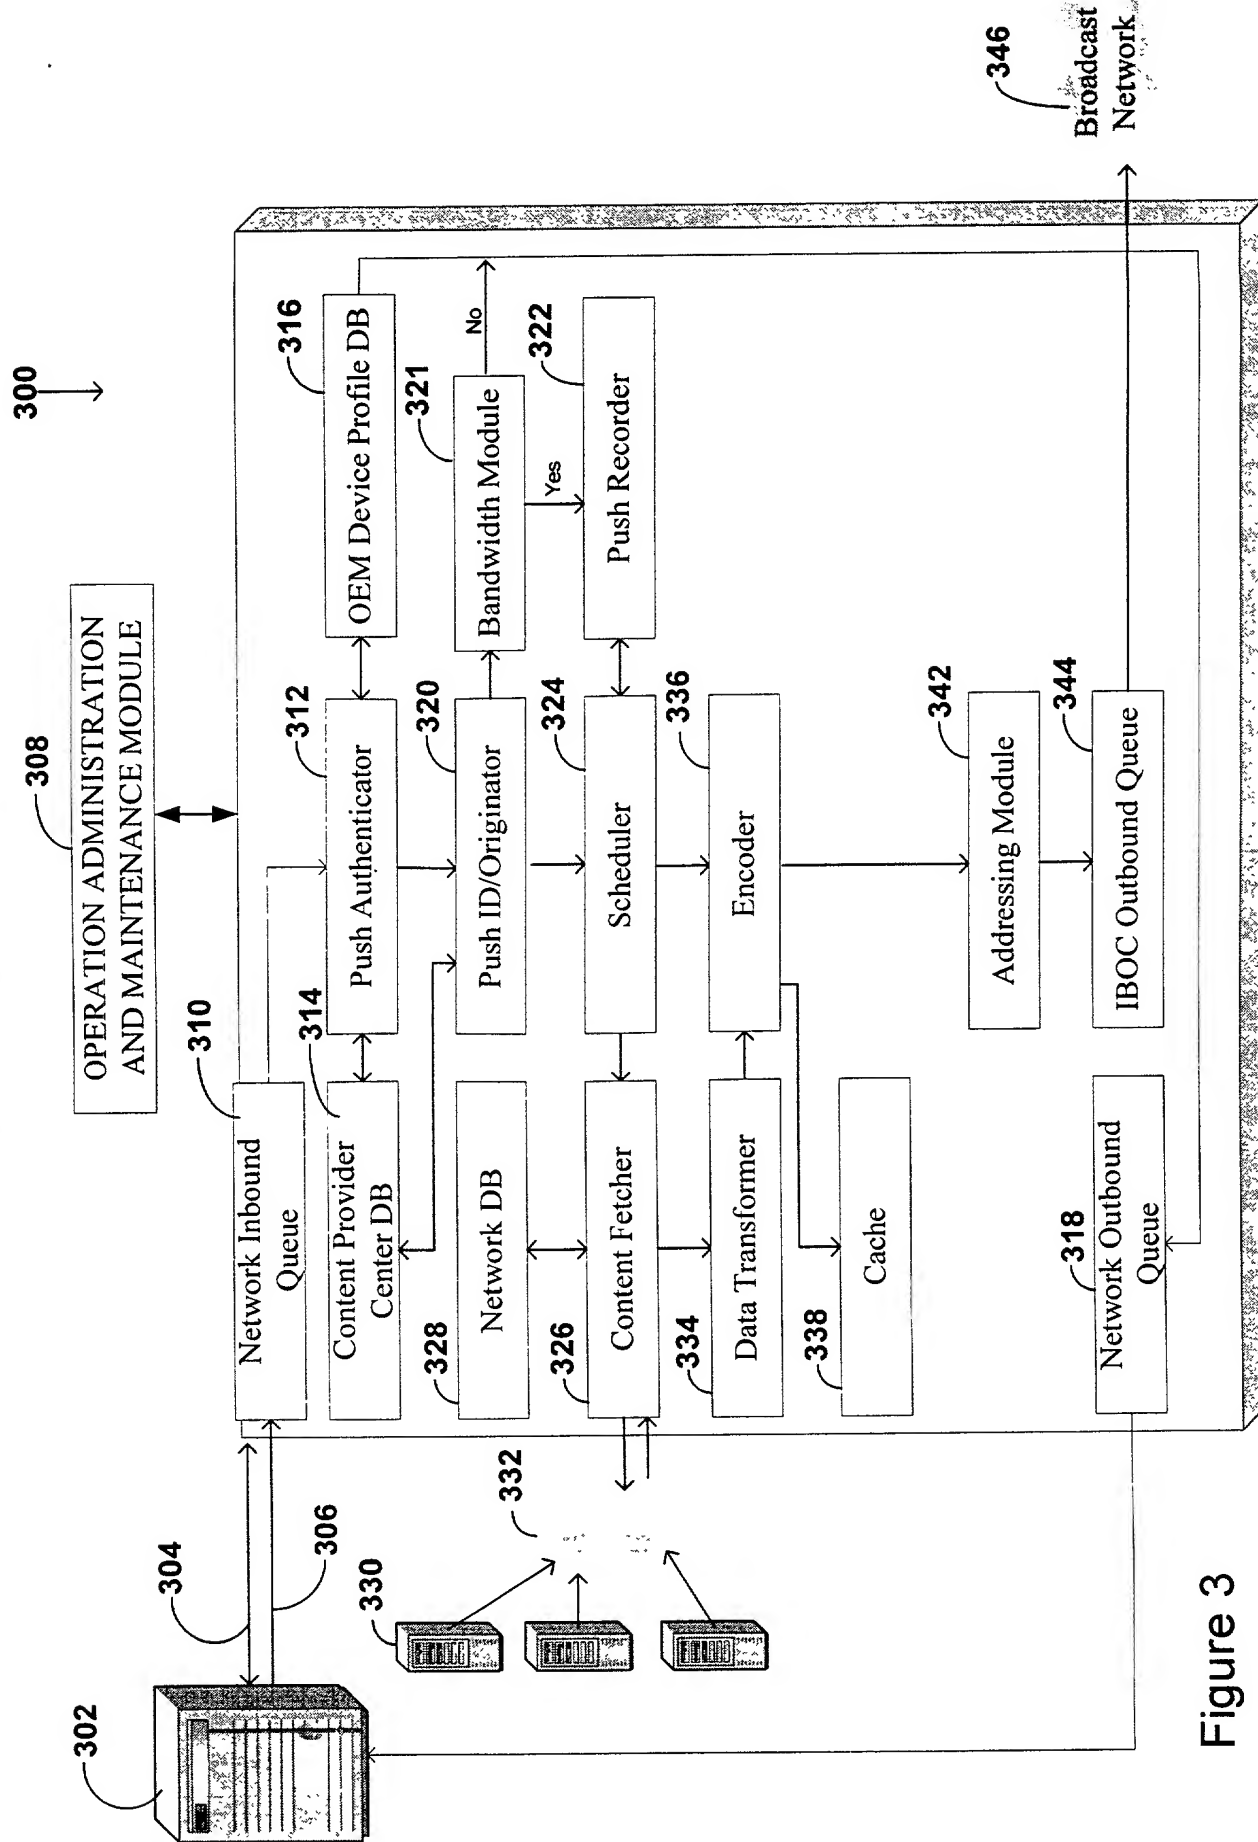 300
308
OPERATION ADMINISTRATION
AND MAINTENANCE MODULE
302
304
306
310
Network Inbound
Queue
312
Push Authenticator
314
Content Provider
Center DB
316
OEM Device Profile DB
320
Push ID/Originator
321
Bandwidth Module
No
Yes
322
Push Recorder
328
Network DB
324
Scheduler
326
Content Fetcher
330
332
334
Data Transformer
336
Encoder
338
Cache
342
Addressing Module
344
IBOC Outbound Queue
318
Network Outbound
Queue
346
Broadcast
Network
Figure 3